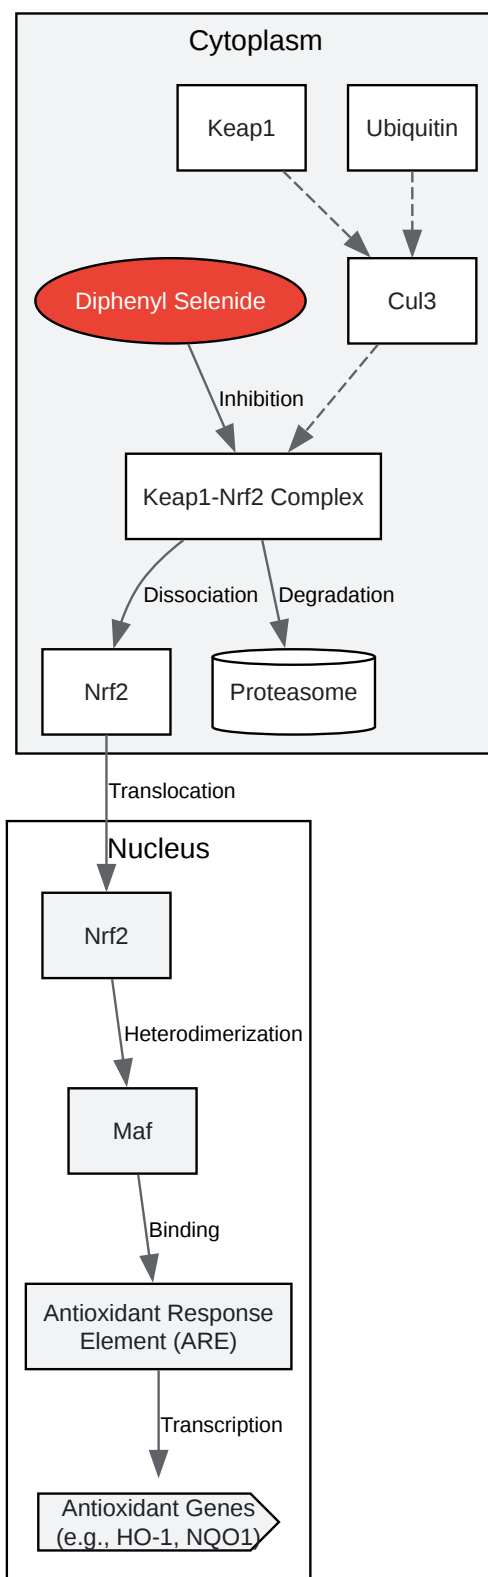 Cytoplasm
Keap1
Ubiquitin
Diphenyl Selenide
Cul3
Inhibition
Keap1-Nrf2 Complex
Dissociation
Degradation
Nrf2
Proteasome
Translocation
Nucleus
Nrf2
Heterodimerization
Maf
Binding
Antioxidant Response
Element (ARE)
Transcription
Antioxidant Genes
(e.g., HO-1, NQO1)